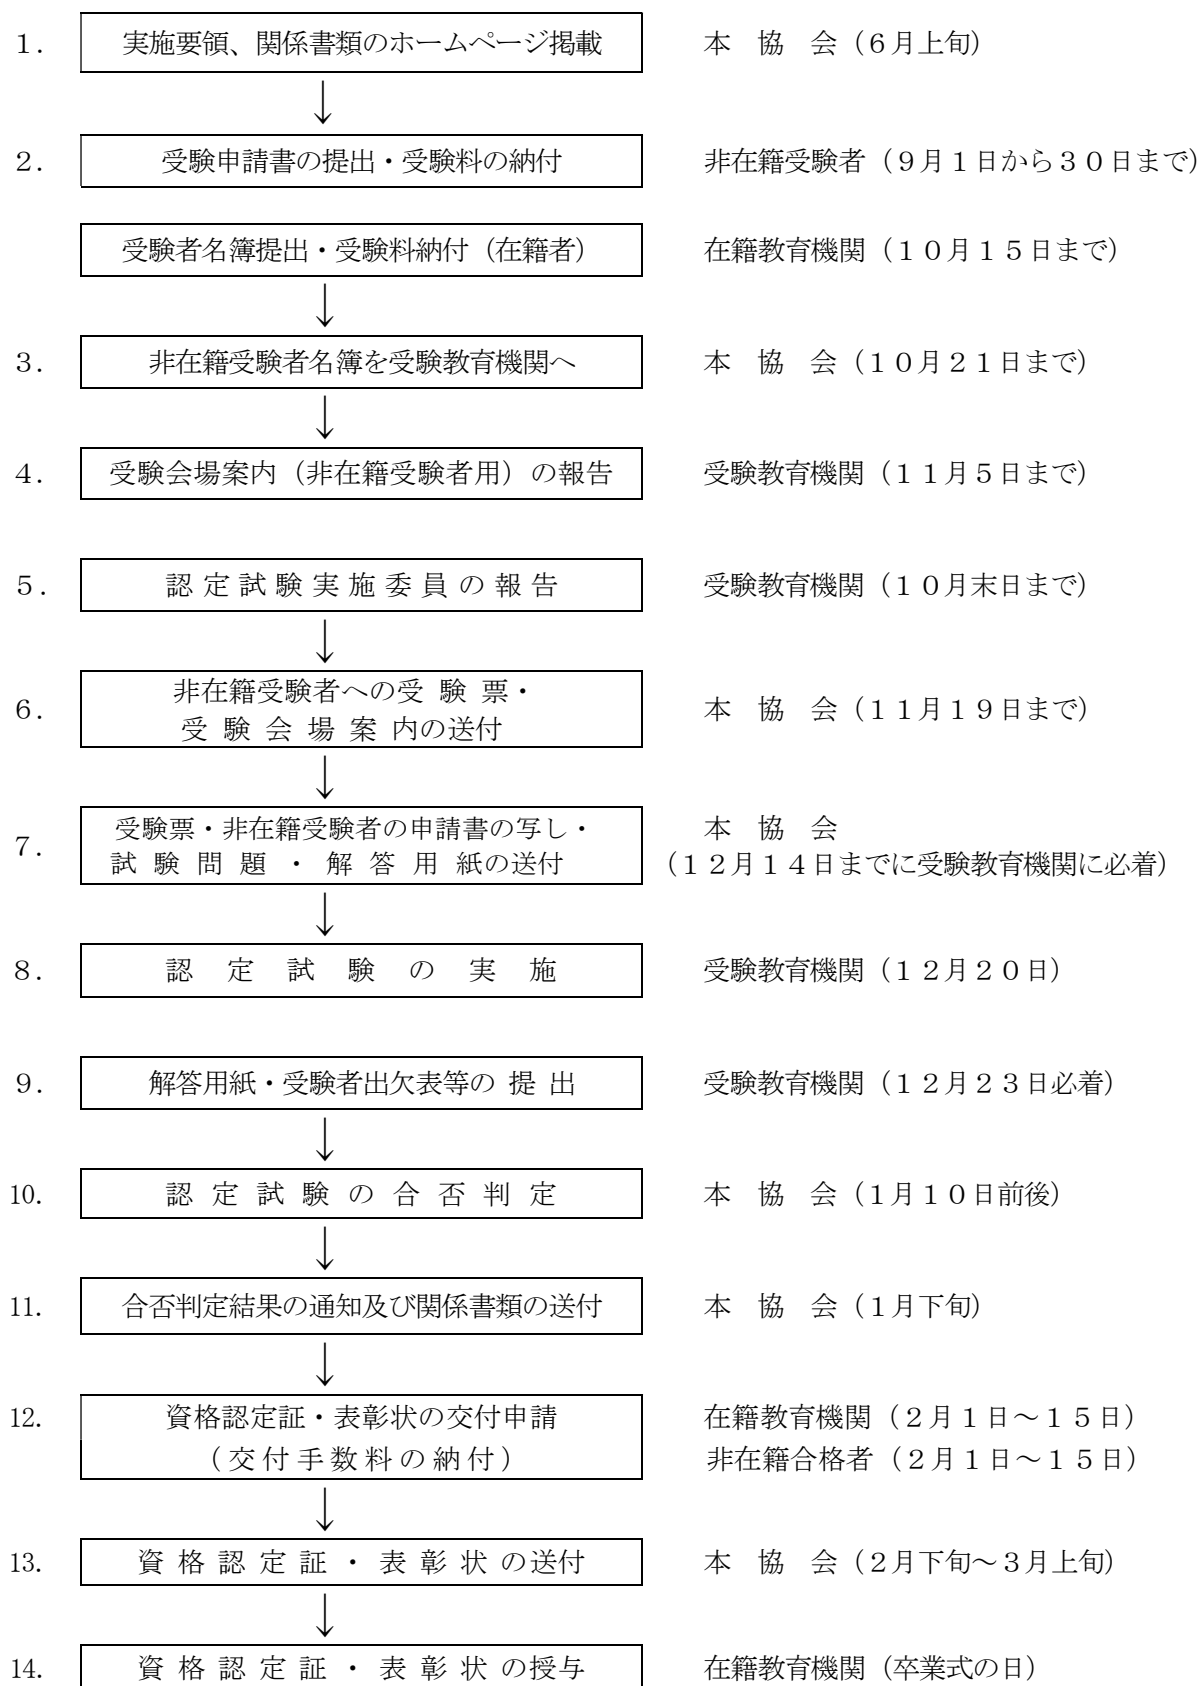 1. 実施要領、関係書類のホームページ掲載 本 協 会(6月上旬)
2. 受験申請書の提出・受験料の納付 非在籍受験者(9月1日から30日まで)
受験者名簿提出・受験料納付(在籍者) 在籍教育機関(10月15日まで)
3. 非在籍受験者名簿を受験教育機関へ 本 協 会(10月21日まで)
4. 受験会場案内(非在籍受験者用)の報告 受験教育機関(11月5日まで)
5. 認定試験実施委員の報告 受験教育機関(10月末日まで)
非在籍受験者への受 験 票・
6. 本 協 会(11月19日まで)
受 験 会 場 案 内の送付
受験票・非在籍受験者の申請書の写し・ 本 協 会
7.
試 験 問 題 ・ 解 答 用 紙の送付 (12月14日までに受験教育機関に必着)
8. 認 定 試 験 の 実 施 受験教育機関(12月20日)
9. 解答用紙・受験者出欠表等の 提 出 受験教育機関(12月23日必着)
10. 認 定 試 験 の 合 否 判 定 本 協 会(1月10日前後)
11. 合否判定結果の通知及び関係書類の送付 本 協 会(1月下旬)
12. 資格認定証・表彰状の交付申請 在籍教育機関(2月1日~15日)
(交付手数料の納付) 非在籍合格者(2月1日~15日)
13. 資 格 認 定 証 ・ 表 彰 状 の送付 本 協 会(2月下旬~3月上旬)
14. 資 格 認 定 証 ・ 表 彰 状 の授与 在籍教育機関(卒業式の日)